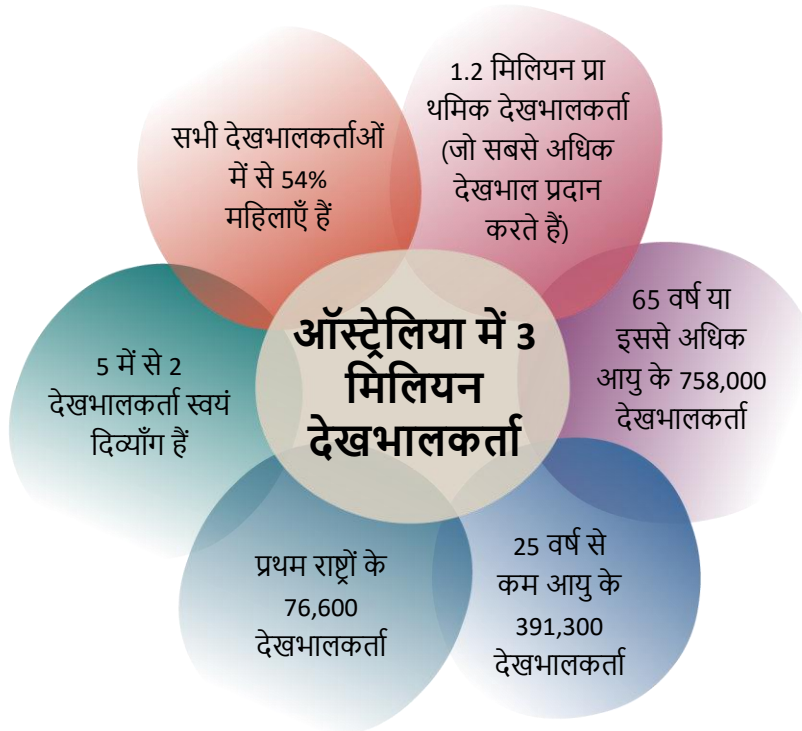 1.2 मिलियन प्रा
थमिक देखभालकर्ता
(जो सबसे अधिक
देखभाल प्रदान
करते हैं)
सभी देखभालकर्ताओं
में से 54%
महिलाएँ हैं
65 वर्ष या
इससे अधिक
आयु के 758,000
देखभालकर्ता
ऑस्ट्रेलिया में 3
मिलियन
देखभालकर्ता
5 में से 2
देखभालकर्ता स्वयं
दिव्याँग हैं
25 वर्ष से
कम आयु के
391,300
देखभालकर्ता
प्रथम राष्ट्रों के
76,600
देखभालकर्ता